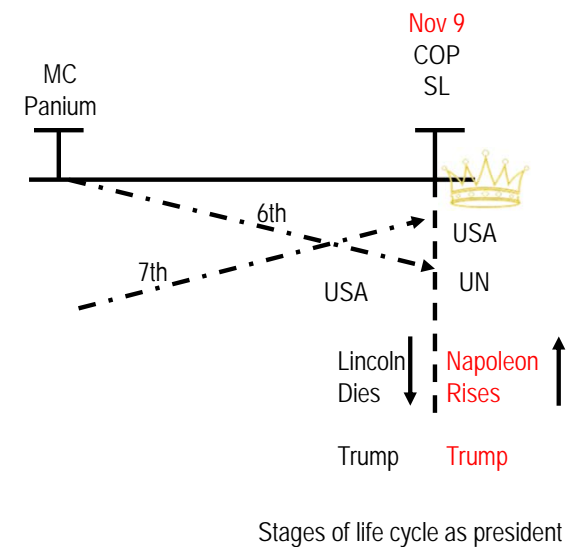 Nov 9
COP
SL
MC
Panium
6th
7th
USA
USA
UN
Lincoln
Dies
Napoleon
Rises
Trump
Trump
Stages of life cycle as president